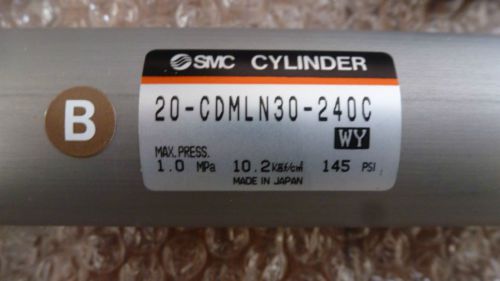 SMC CYLINDER
B
20-CDMLN30-240C
WY
MAX.PRESS.
1.0 MPa 10.2 kgf/cm² 145 PSI
MADE IN JAPAN